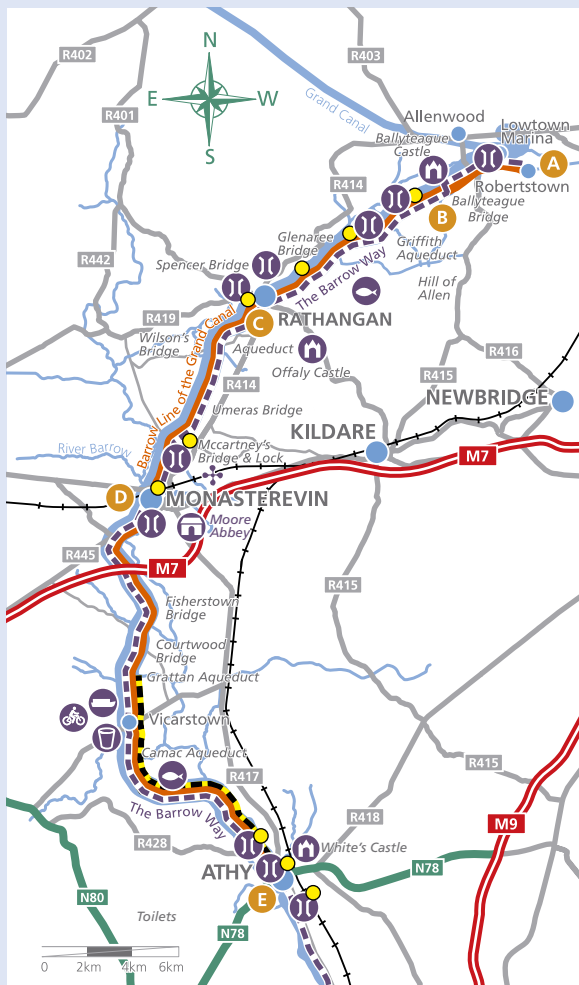 R402
R403
N
E
W
S
R401
Grand Canal
Allenwood
Lowtown
Marina
Ballyteague
Castle
A
Robertstown
R414
Ballyteague
Bridge
B
Glenaree
Bridge
Griffith
Aqueduct
R442
Spencer Bridge
The Barrow Way
Hill of
Allen
R419
C
RATHANGAN
Wilson's
Bridge
Barrow Line of the Grand Canal
Aqueduct
R416
Offaly Castle
R415
R414
NEWBRIDGE
Umeras Bridge
KILDARE
River Barrow
Mccartney's
Bridge & Lock
M7
D
MONASTEREVIN
Moore
Abbey
R445
M7
R415
Fisherstown
Bridge
Courtwood
Bridge
Grattan Aqueduct
Vicarstown
Camac Aqueduct
R415
R417
The Barrow Way
R418
M9
R428
White's Castle
ATHY
N78
N80
E
Toilets
N78
0
2km
4km
6km